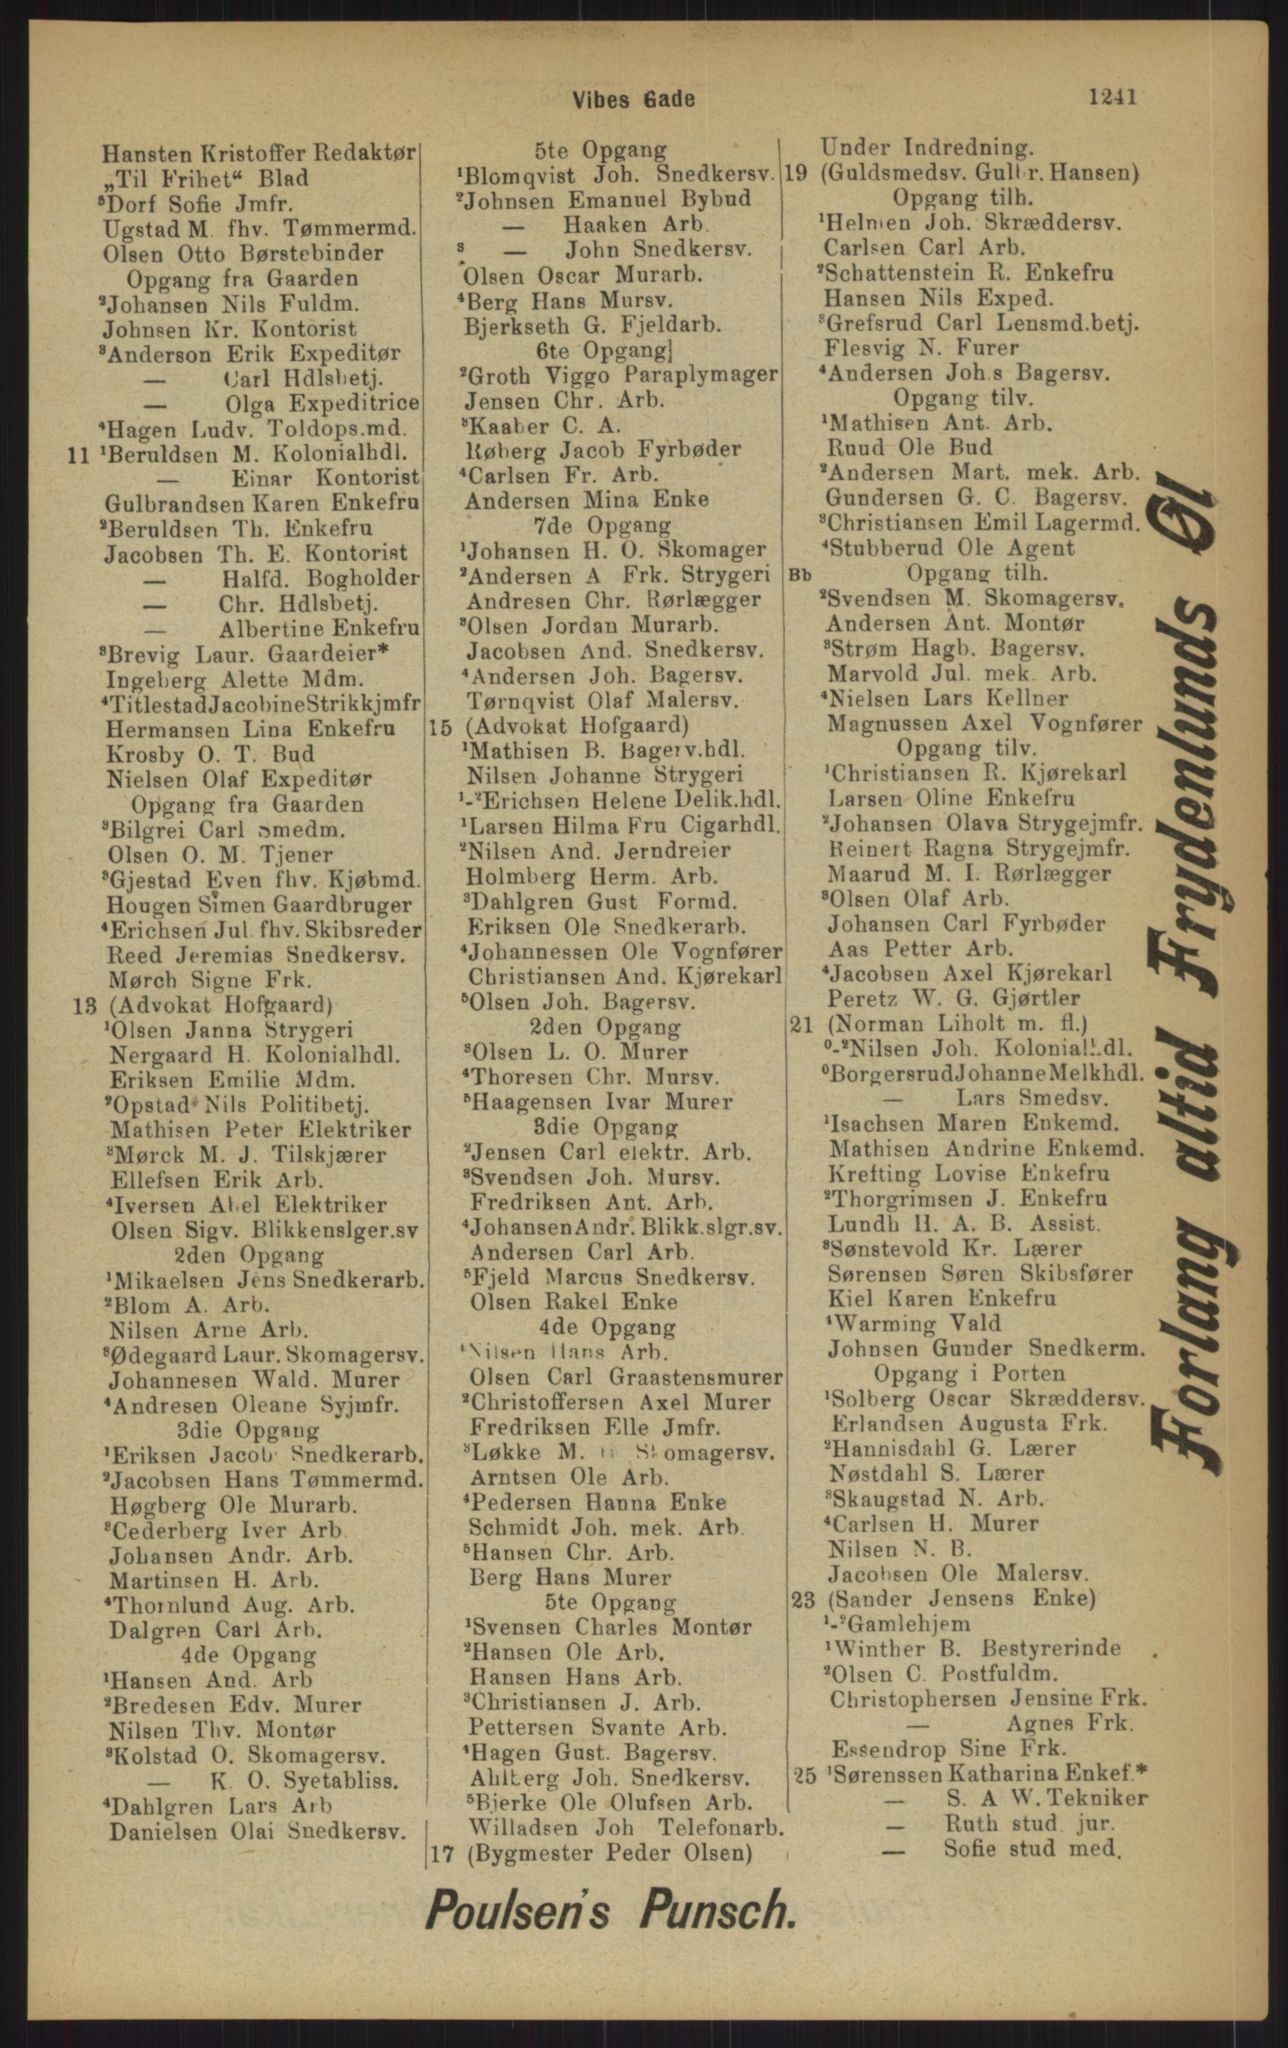 Vibes Gade
1241
Hansten Kristoffer Redaktør
„Til Frihet“ Blad
⁵Dorf Sofie Jmfr.
Ugstad M. fhv. Tømmermd.
Olsen Otto Børstebinder
Opgang fra Gaarden
²Johansen Nils Fuldm.
Johnsen Kr. Kontorist
³Anderson Erik Expeditør
— Carl Hdlsbetj.
— Olga Expeditrice
⁴Hagen Ludv. Toldops.md.
11 ¹Beruldsen M. Kolonialhdl.
— Einar Kontorist
Gulbrandsen Karen Enkefru
²Beruldsen Th. Enkefru
Jacobsen Th. E. Kontorist
— Halfd. Bogholder
— Chr. Hdlsbetj.
— Albertine Enkefru
³Brevig Laur. Gaardeier*
Ingeberg Alette Mdm.
⁴Titlestad Jacobine Strikkjmfr
Hermansen Lina Enkefru
Krosby O. T. Bud
Nielsen Olaf Expeditør
Opgang fra Gaarden
³Bilgrei Carl Smedm.
Olsen O. M. Tjener
³Gjestad Even fhv. Kjøbmd.
Hougen Simen Gaardbruger
⁴Erichsen Jul. fhv. Skibsreder
Reed Jeremias Snedkersv.
Mørch Signe Frk.
13 (Advokat Hofgaard)
¹Olsen Janna Strygeri
Nergaard H. Kolonialhdl.
Eriksen Emilie Mdm.
²Opstad Nils Politibetj.
Mathisen Peter Elektriker
³Mørck M. J. Tilskjærer
Ellefsen Erik Arb.
⁴Iversen Abel Elektriker
Olsen Sigv. Blikkenslger.sv
2den Opgang
¹Mikaelsen Jens Snedkerarb.
²Blom A. Arb.
Nilsen Arne Arb.
³Ødegaard Laur. Skomagersv.
Johannesen Wald. Murer
⁴Andresen Oleane Syjmfr.
3die Opgang
¹Eriksen Jacob Snedkerarb.
²Jacobsen Hans Tømmermd.
Høgberg Ole Murarb.
³Cederberg Iver Arb
Johansen Andr. Arb.
Martinsen H. Arb.
⁴Thornlund Aug. Arb.
Dalgren Carl Arb.
4de Opgang
¹Hansen And. Arb
²Bredesen Edv. Murer
Nilsen Thv. Montør
³Kolstad O. Skomagersv.
— K. O. Syetabliss.
⁴Dahlgren Lars Arb
Danielsen Olai Snedkersv.
5te Opgang
¹Blomqvist Joh. Snedkersv.
²Johnsen Emanuel Bybud
— Haaken Arb.
³ — John Snedkersv.
Olsen Oscar Murarb.
⁴Berg Hans Mursv.
Bjerkseth G. Fjeldarb.
6te Opgang
²Groth Viggo Paraplymager
Jensen Chr. Arb.
³Kaaber C. A.
Røberg Jacob Fyrbøder
⁴Carlsen Fr. Arb.
Andersen Mina Enke
7de Opgang
¹Johansen H. O. Skomager
²Andersen A Frk. Strygeri
Andresen Chr. Rørlægger
³Olsen Jordan Murarb.
Jacobsen And. Snedkersv.
⁴Andersen Joh. Bagersv.
Tørnqvist Olaf Malersv.
15 (Advokat Hofgaard)
¹Mathisen B. Bagerv.hdl.
Nilsen Johanne Strygeri
¹-²Erichsen Helene Delik.hdl.
¹Larsen Hilma Fru Cigarhdl.
²Nilsen And. Jerndreier
Holmberg Herm. Arb.
³Dahlgren Gust Formd.
Eriksen Ole Snedkerarb.
⁴Johannessen Ole Vognfører
Christiansen And. Kjørekarl
⁵Olsen Joh. Bagersv.
2den Opgang
³Olsen L. O. Murer
⁴Thoresen Chr. Mursv.
⁵Haagensen Ivar Murer
3die Opgang
²Jensen Carl elektr. Arb.
³Svendsen Joh. Mursv.
Fredriksen Ant. Arb.
⁴Johansen Andr. Blikk.slgr.sv.
Andersen Carl Arb.
⁵Fjeld Marcus Snedkersv.
Olsen Rakel Enke
4de Opgang
¹Nilsen Hans Arb.
Olsen Carl Graastensmurer
²Christoffersen Axel Murer
Fredriksen Elle Jmfr.
³Løkke M. Skomagersv.
Arntsen Ole Arb.
⁴Pedersen Hanna Enke
Schmidt Joh. mek. Arb.
⁵Hansen Chr. Arb.
Berg Hans Murer
5te Opgang
¹Svensen Charles Montør
²Hansen Ole Arb.
Hansen Hans Arb.
³Christiansen J. Arb.
Pettersen Svante Arb.
⁴Hagen Gust. Bagersv.
Ahlberg Joh. Snedkersv.
⁵Bjerke Ole Olufsen Arb.
Willadsen Joh Telefonarb.
17 (Bygmester Peder Olsen)
Under Indredning.
19 (Guldsmedsv. Gulbr. Hansen)
Opgang tilh.
¹Helmen Joh. Skræddersv.
Carlsen Carl Arb.
²Schattenstein R. Enkefru
Hansen Nils Exped.
³Grefsrud Carl Lensmd.betj.
Flesvig N. Furer
⁴Andersen Joh.s Bagersv.
Opgang tilv.
¹Mathisen Ant. Arb.
Ruud Ole Bud
²Andersen Mart. mek. Arb.
Gundersen G. C. Bagersv.
³Christiansen Emil Lagermd.
⁴Stubberud Ole Agent
Bb Opgang tilh.
²Svendsen M. Skomagersv.
Andersen Ant. Montør
³Strøm Hagb. Bagersv.
Marvold Jul. mek. Arb.
⁴Nielsen Lars Kellner
Magnussen Axel Vognfører
Opgang tilv.
¹Christiansen R. Kjørekarl
Larsen Oline Enkefru
²Johansen Olava Strygejmfr.
Reinert Ragna Strygejmfr.
Maarud M. I. Rørlægger
³Olsen Olaf Arb.
Johansen Carl Fyrbøder
Aas Petter Arb.
⁴Jacobsen Axel Kjørekarl
Peretz W. G. Gjørtler
21 (Norman Liholt m. fl.)
⁰-²Nilsen Joh. Kolonialhdl.
⁰Borgersrud Johanne Melkhdl.
— Lars Smedsv.
¹Isachsen Maren Enkemd.
Mathisen Andrine Enkemd.
Krefting Lovise Enkefru
²Thorgrimsen J. Enkefru
Lundh H. A. B. Assist.
³Sønstevold Kr. Lærer
Sørensen Søren Skibsfører
Kiel Karen Enkefru
⁴Warming Vald
Johnsen Gunder Snedkerm.
Opgang i Porten
¹Solberg Oscar Skræddersv.
Erlandsen Augusta Frk.
²Hannisdahl G. Lærer
Nøstdahl S. Lærer
³Skaugstad N. Arb.
⁴Carlsen H. Murer
Nilsen N. B.
Jacobsen Ole Malersv.
23 (Sander Jensens Enke)
¹-²Gamlehjem
¹Winther B. Bestyrerinde
²Olsen C. Postfuldm.
Christophersen Jensine Frk.
— Agnes Frk.
Essendrop Sine Frk.
25 ¹Sørenssen Katharina Enkef.*
— S. A W. Tekniker
— Ruth stud. jur.
— Sofie stud med.
Forlang altid Frydenlunds Øl
Poulsen's Punsch.